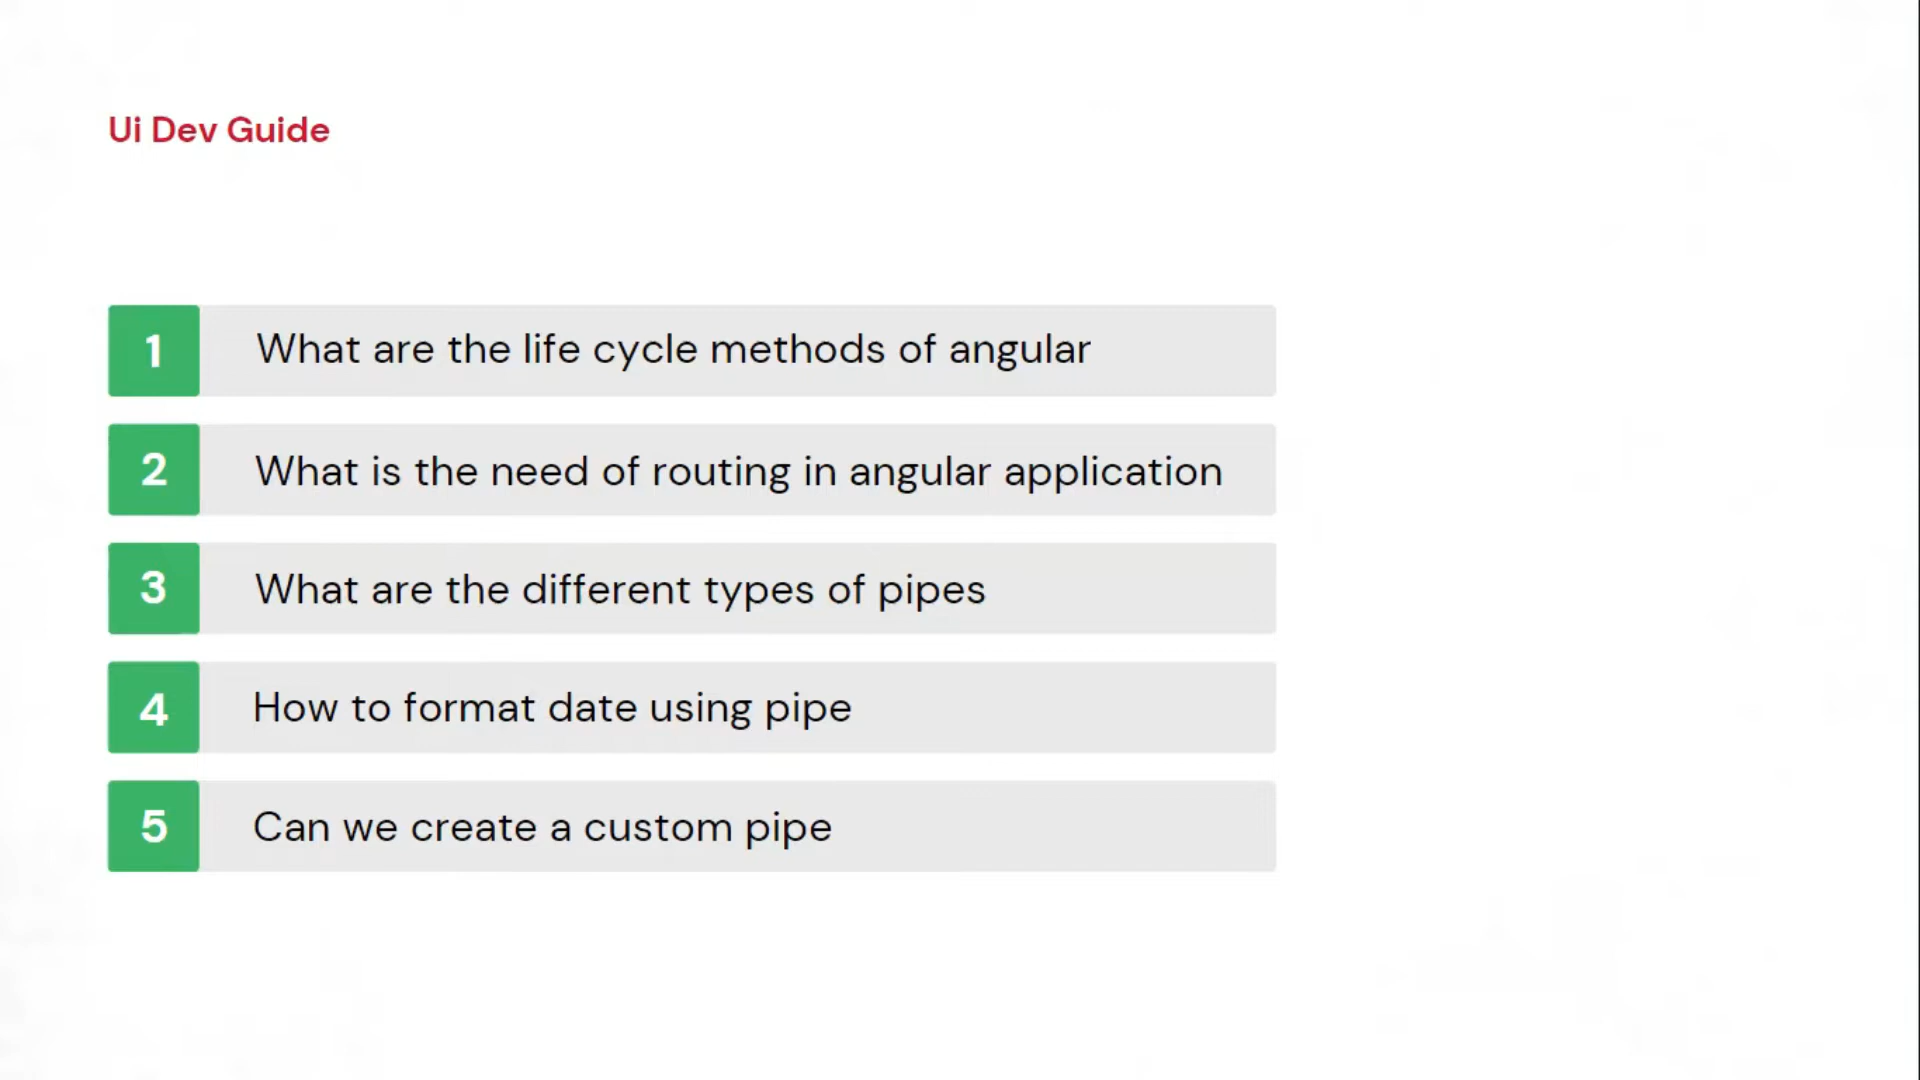 Ui Dev Guide
1 What are the life cycle methods of angular
2 What is the need of routing in angular application
3 What are the different types of pipes
4 How to format date using pipe
5 Can we create a custom pipe